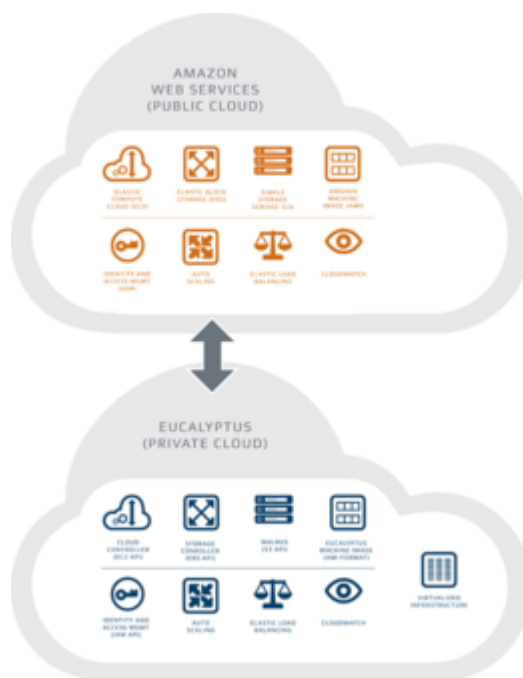 AMAZON
WEB SERVICES
(PUBLIC CLOUD)
ELASTIC
COMPUTE
CLOUD (EC2)
ELASTIC BLOCK
STORAGE (EBS)
SIMPLE
STORAGE
SERVICE (S3)
AMAZON
MACHINE
IMAGE (AMI)
IDENTITY AND
ACCESS MGMT
(IAM)
AUTO
SCALING
ELASTIC LOAD
BALANCING
CLOUDWATCH
EUCALYPTUS
(PRIVATE CLOUD)
CLOUD
CONTROLLER
(EC2 API)
STORAGE
CONROLLER
(EBS API)
WALRUS
(S3 API)
EUCALYPTUS
MACHINE IMAGE
(AMI FORMAT)
IDENTITY AND
ACCESS MGMT
(IAM API)
AUTO
SCALING
ELASTIC LOAD
BALANCING
CLOUDWATCH
VIRTUALIZED
INFRASTRUCTURE